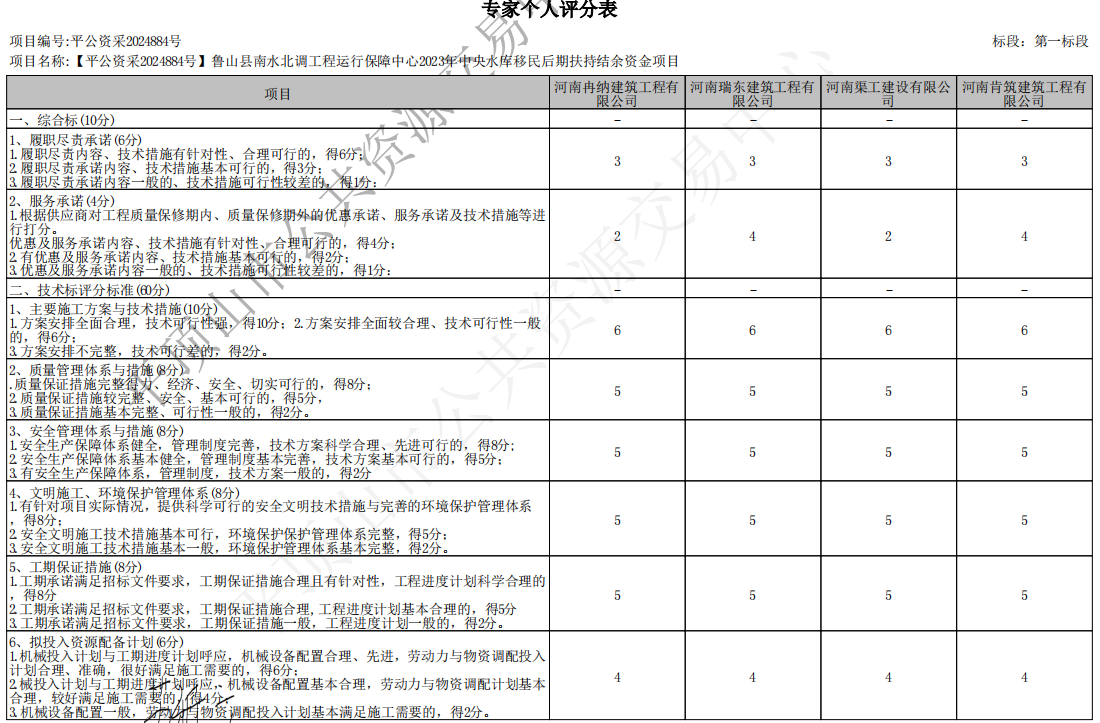 专家个人评分表
项目编号:平公资采2024884号
标段：第一标段
项目名称:【平公资采2024884号】鲁山县南水北调工程运行保障中心2023年中央水库移民后期扶持结余资金项目
项目 河南冉纳建筑工程有限公司 河南瑞东建筑工程有限公司 河南渠工建设有限公司 河南肯筑建筑工程有限公司
一、综合标(10分) - - - -
1、履职尽责承诺(6分)
1.履职尽责内容、技术措施有针对性、合理可行的，得6分;
2.履职尽责承诺内容、技术措施基本可行的，得3分;
3.履职尽责承诺内容一般的、技术措施可行性较差的，得1分:
3 3 3 3
2、服务承诺(4分)
1.根据供应商对工程质量保修期内、质量保修期外的优惠承诺、服务承诺及技术措施等进
行打分。
优惠及服务承诺内容、技术措施有针对性、合理可行的，得4分;
2.有优惠及服务承诺内容、技术措施基本可行的，得2分;
3.优惠及服务承诺内容一般的、技术措施可行性较差的，得1分:
2 4 2 4
二、技术标评分标准(60分) - - - -
1、主要施工方案与技术措施(10分)
1.方案安排全面合理，技术可行性强，得10分；2.方案安排全面较合理、技术可行性一般
的，得6分;
3.方案安排不完整，技术可行差的，得2分。
6 6 6 6
2、质量管理体系与措施(8分)
.质量保证措施完整得力、经济、安全、切实可行的，得8分;
2.质量保证措施较完整、安全、基本可行的，得5分，
3.质量保证措施基本完整、可行性一般的，得2分。
5 5 5 5
3、安全管理体系与措施(8分)
1.安全生产保障体系健全，管理制度完善，技术方案科学合理、先进可行的，得8分;
2.安全生产保障体系基本健全，管理制度基本完善，技术方案基本可行的，得5分;
3.有安全生产保障体系，管理制度，技术方案一般的，得2分
5 5 5 5
4、文明施工、环境保护管理体系(8分)
1.有针对项目实际情况，提供科学可行的安全文明技术措施与完善的环境保护管理体系
，得8分;
2.安全文明施工技术措施基本可行，环境保护保护管理体系完整，得5分;
3.安全文明施工技术措施基本一般，环境保护管理体系基本完整，得2分。
5 5 5 5
5、工期保证措施(8分)
1.工期承诺满足招标文件要求，工期保证措施合理且有针对性，工程进度计划科学合理的
，得8分
2.工期承诺满足招标文件要求，工期保证措施合理,工程进度计划基本合理的，得5分
3.工期承诺满足招标文件要求，工期保证措施一般，工程进度计划一般的，得2分。
5 5 5 5
6、拟投入资源配备计划(6分)
1.机械投入计划与工期进度计划呼应，机械设备配置合理、先进，劳动力与物资调配投入
计划合理、准确，很好满足施工需要的，得6分;
2.械投入计划与工期进度计划呼应，机械设备配置基本合理，劳动力与物资调配计划基本
合理，较好满足施工需要的，得4分;
3.机械设备配置一般，劳动力与物资调配投入计划基本满足施工需要的，得2分。
4 4 4 4
平顶山市公共资源交易中心